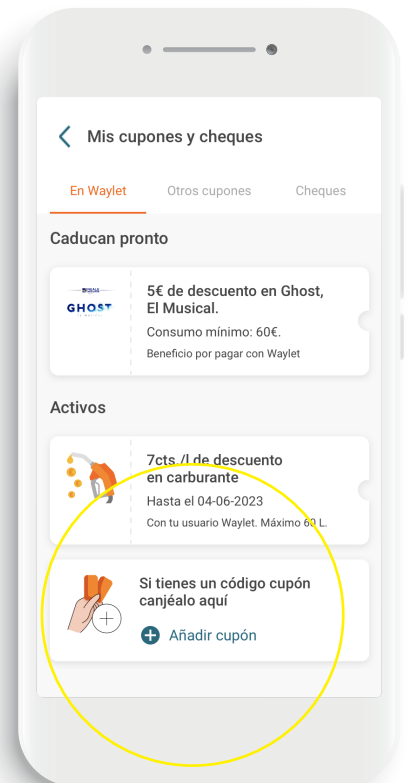 Mis cupones y cheques
En Waylet
Otros cupones
Cheques
Caducan pronto
GHOST
5€ de descuento en Ghost,
El Musical.
Consumo mínimo: 60€.
Beneficio por pagar con Waylet
Activos
7cts./l de descuento
en carburante
Hasta el 04-06-2023
Con tu usuario Waylet. Máximo 60 L.
Si tienes un código cupón
canjéalo aquí
Añadir cupón